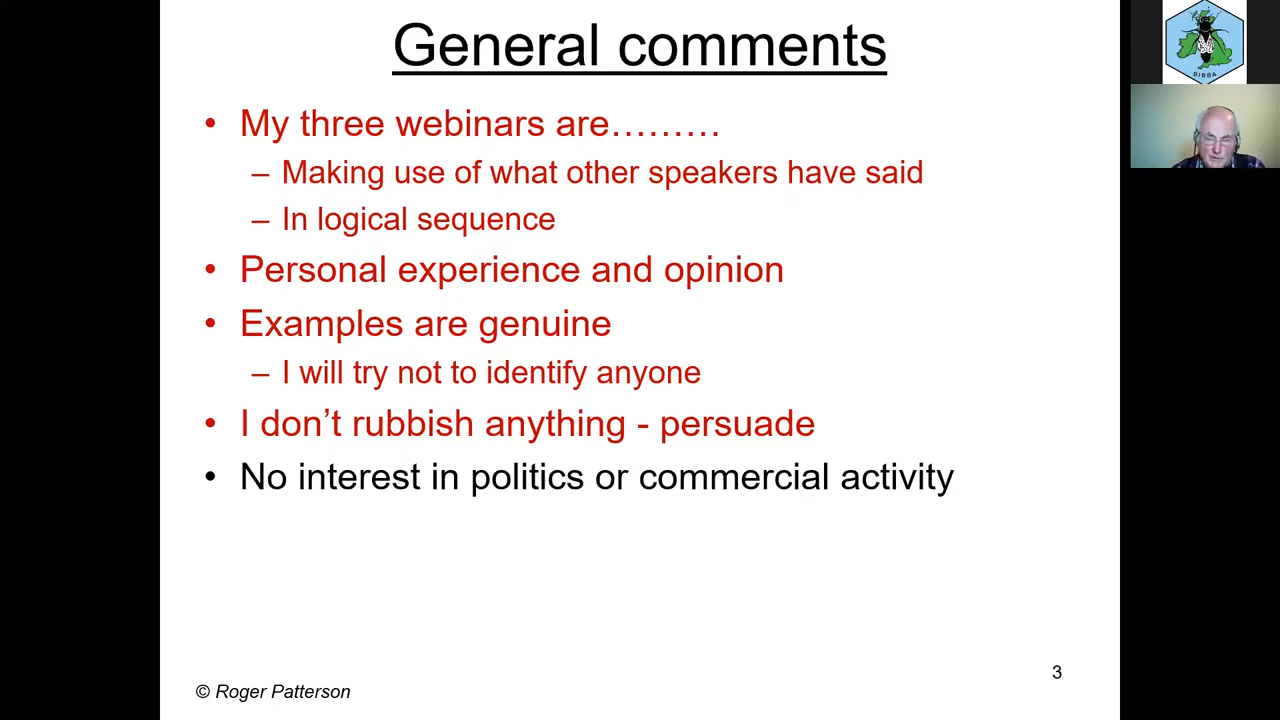 General comments
• My three webinars are………
– Making use of what other speakers have said
– In logical sequence
• Personal experience and opinion
• Examples are genuine
– I will try not to identify anyone
• I don’t rubbish anything - persuade
• No interest in politics or commercial activity
3
© Roger Patterson
BIBBA